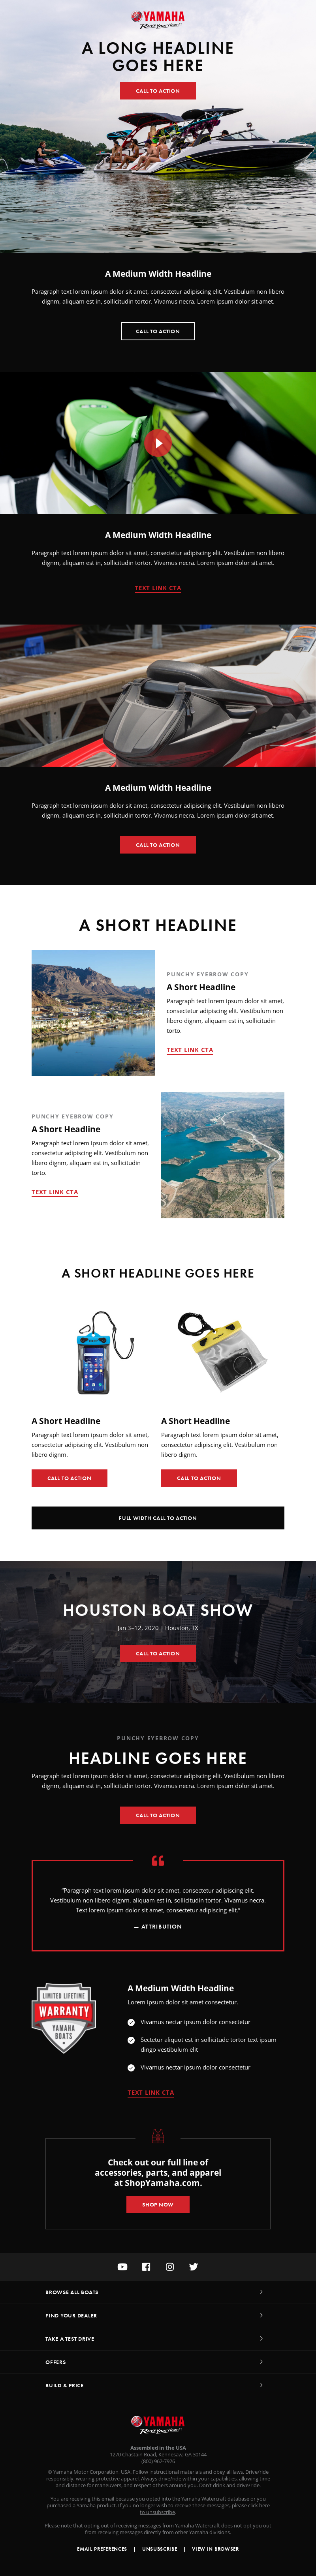 YAMAHA
Revs Your Heart
A LONG HEADLINE
GOES HERE
CALL TO ACTION
A Medium Width Headline
Paragraph text lorem ipsum dolor sit amet, consectetur adipiscing elit. Vestibulum non libero
dignm, aliquam est in, sollicitudin tortor. Vivamus necra. Lorem ipsum dolor sit amet.
CALL TO ACTION
A Medium Width Headline
Paragraph text lorem ipsum dolor sit amet, consectetur adipiscing elit. Vestibulum non libero
dignm, aliquam est in, sollicitudin tortor. Vivamus necra. Lorem ipsum dolor sit amet.
TEXT LINK CTA
A Medium Width Headline
Paragraph text lorem ipsum dolor sit amet, consectetur adipiscing elit. Vestibulum non libero
dignm, aliquam est in, sollicitudin tortor. Vivamus necra. Lorem ipsum dolor sit amet.
CALL TO ACTION
A SHORT HEADLINE
PUNCHY EYEBROW COPY
A Short Headline
Paragraph text lorem ipsum dolor sit amet,
consectetur adipiscing elit. Vestibulum non
libero dignm, aliquam est in, sollicitudin
torto.
TEXT LINK CTA
PUNCHY EYEBROW COPY
A Short Headline
Paragraph text lorem ipsum dolor sit amet,
consectetur adipiscing elit. Vestibulum non
libero dignm, aliquam est in, sollicitudin
torto.
TEXT LINK CTA
A SHORT HEADLINE GOES HERE
A Short Headline
Paragraph text lorem ipsum dolor sit amet,
consectetur adipiscing elit. Vestibulum non
libero dignm.
CALL TO ACTION
A Short Headline
Paragraph text lorem ipsum dolor sit amet,
consectetur adipiscing elit. Vestibulum non
libero dignm.
CALL TO ACTION
FULL WIDTH CALL TO ACTION
HOUSTON BOAT SHOW
Jan 3–12, 2020 | Houston, TX
CALL TO ACTION
PUNCHY EYEBROW COPY
HEADLINE GOES HERE
Paragraph text lorem ipsum dolor sit amet, consectetur adipiscing elit. Vestibulum non libero
dignm, aliquam est in, sollicitudin tortor. Vivamus necra. Lorem ipsum dolor sit amet.
CALL TO ACTION
“Paragraph text lorem ipsum dolor sit amet, consectetur adipiscing elit.
Vestibulum non libero dignm, aliquam est in, sollicitudin tortor. Vivamus necra.
Text lorem ipsum dolor sit amet, consectetur adipiscing elit.”
— ATTRIBUTION
LIMITED LIFETIME
WARRANTY
YAMAHA
BOATS
A Medium Width Headline
Lorem ipsum dolor sit amet consectetur.
Vivamus nectar ipsum dolor consectetur
Sectetur aliquot est in sollicitude tortor text ipsum
dingo vestibulum elit
Vivamus nectar ipsum dolor consectetur
TEXT LINK CTA
Check out our full line of
accessories, parts, and apparel
at ShopYamaha.com.
SHOP NOW
BROWSE ALL BOATS
FIND YOUR DEALER
TAKE A TEST DRIVE
OFFERS
BUILD & PRICE
YAMAHA
Revs Your Heart
Assembled in the USA
1270 Chastain Road, Kennesaw, GA 30144
(800) 962-7926
© Yamaha Motor Corporation, USA. Follow instructional materials and obey all laws. Drive/ride
responsibly, wearing protective apparel. Always drive/ride within your capabilities, allowing time
and distance for maneuvers, and respect others around you. Don't drink and drive/ride.
You are receiving this email because you opted into the Yamaha Watercraft database or you
purchased a Yamaha product. If you no longer wish to receive these messages, please click here
to unsubscribe.
Please note that opting out of receiving messages from Yamaha Watercraft does not opt you out
from receiving messages directly from other Yamaha divisions.
EMAIL PREFERENCES | UNSUBSCRIBE | VIEW IN BROWSER